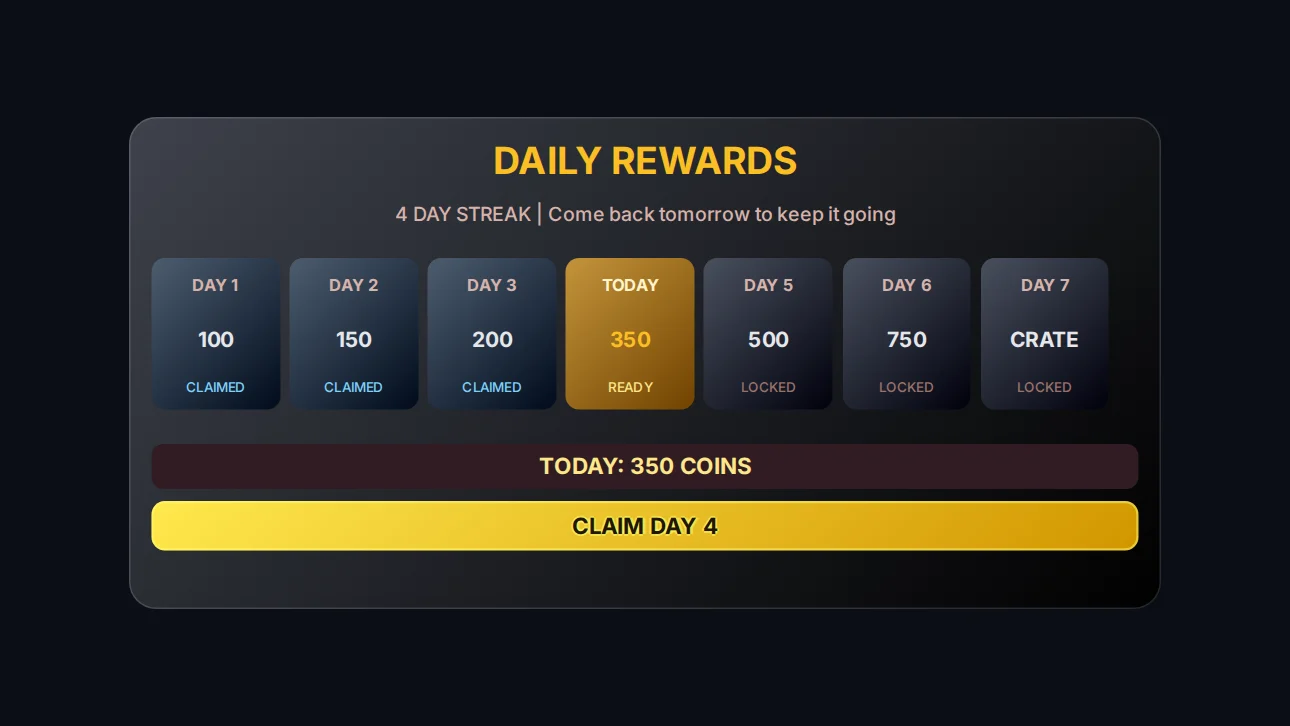 DAILY REWARDS
4 DAY STREAK | Come back tomorrow to keep it going
DAY 1 DAY 2 DAY 3 TODAY DAY 5 DAY 6 DAY 7
100 150 200 350 500 750 CRATE
CLAIMED CLAIMED CLAIMED READY LOCKED LOCKED LOCKED
TODAY: 350 COINS
CLAIM DAY 4